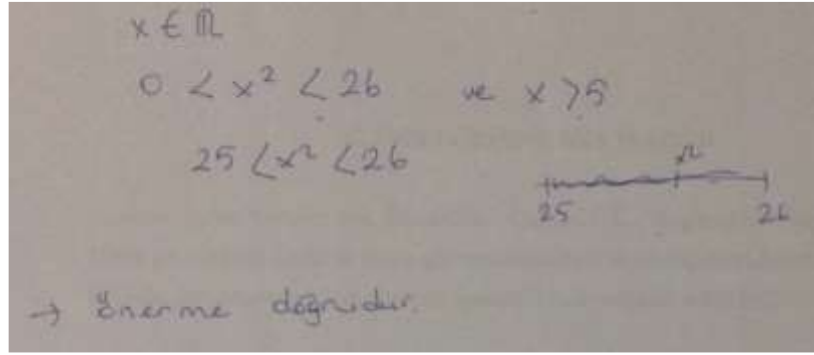 x ∈ ℝ
0 < x² < 26 ve x > 5
25 < x² < 26
x²
25 26
→ Önerme doğrudur.